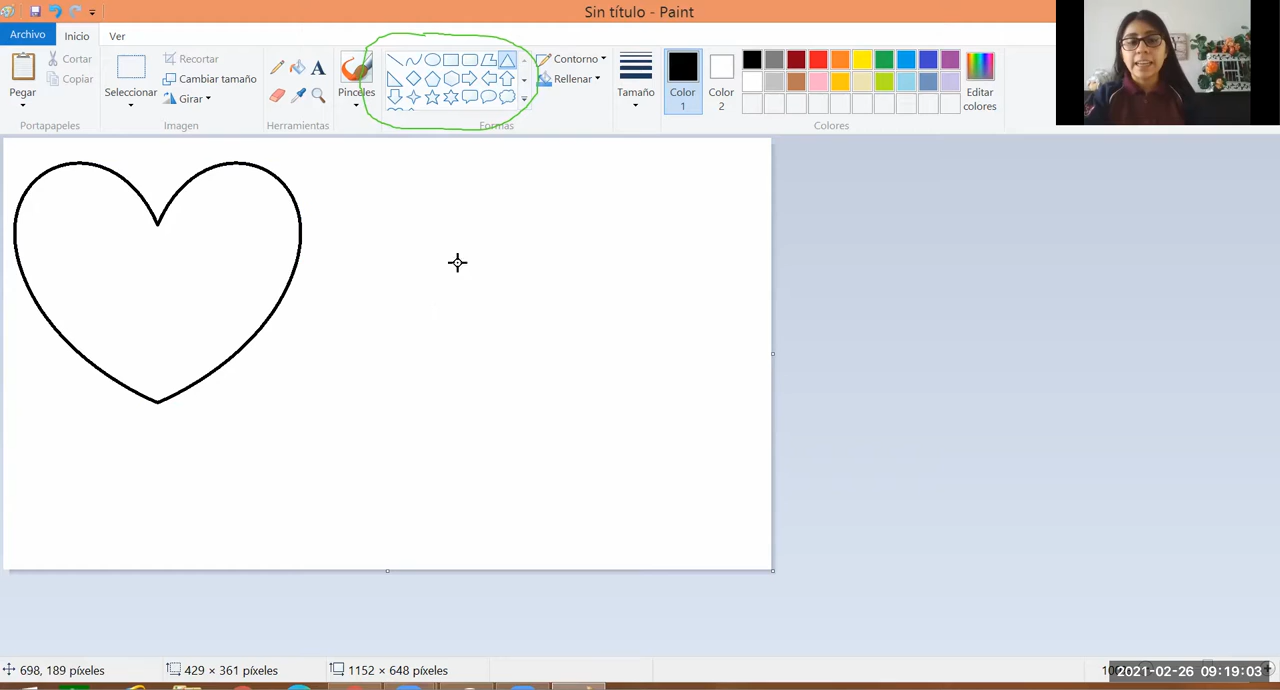 Sin título - Paint
Archivo Inicio Ver
Pegar
Cortar
Copiar
Portapapeles
Seleccionar
Recortar
Cambiar tamaño
Girar
Imagen
A
Herramientas
Pinceles
Formas
Contorno
Rellenar
Tamaño
Color 1
Color 2
Editar colores
Colores
698, 189 píxeles 429 × 361 píxeles 1152 × 648 píxeles
2021-02-26 09:19:03